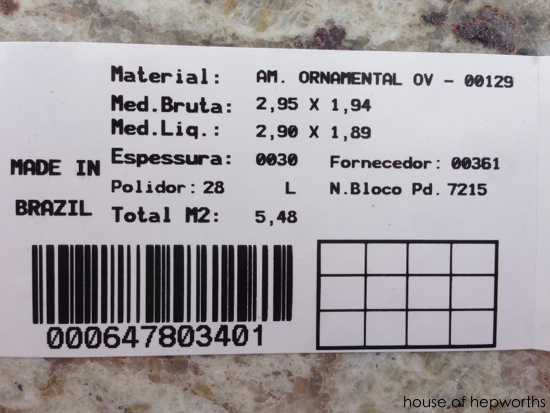 Material: AM. ORNAMENTAL OV - 00129
Med.Bruta: 2,95 X 1,94
Med.Liq.: 2,90 X 1,89
MADE IN
BRAZIL
Espessura: 0030 Fornecedor: 00361
Polidor: 28 L N.Bloco Pd. 7215
Total M2: 5,48
000647803401
house of hepworths